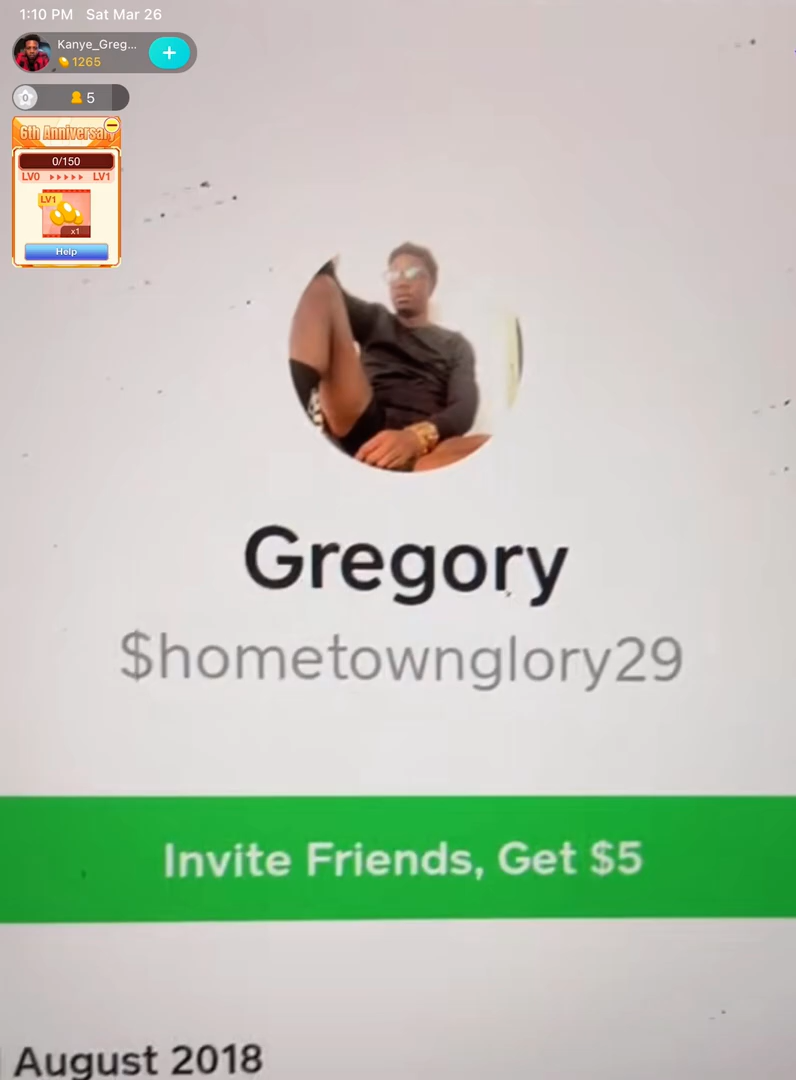 1:10 PM Sat Mar 26
Kanye_Greg...
1265
0
5
6th Anniversary
0/150
LV0 LV1
LV1
x1
Help
Gregory
$hometownglory29
Invite Friends, Get $5
August 2018